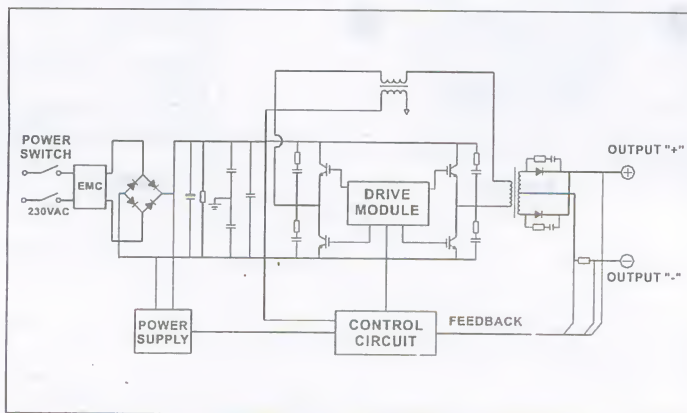 POWER
SWITCH
EMC
230VAC
DRIVE
MODULE
OUTPUT "+"
OUTPUT "-"
POWER
SUPPLY
CONTROL
CIRCUIT
FEEDBACK